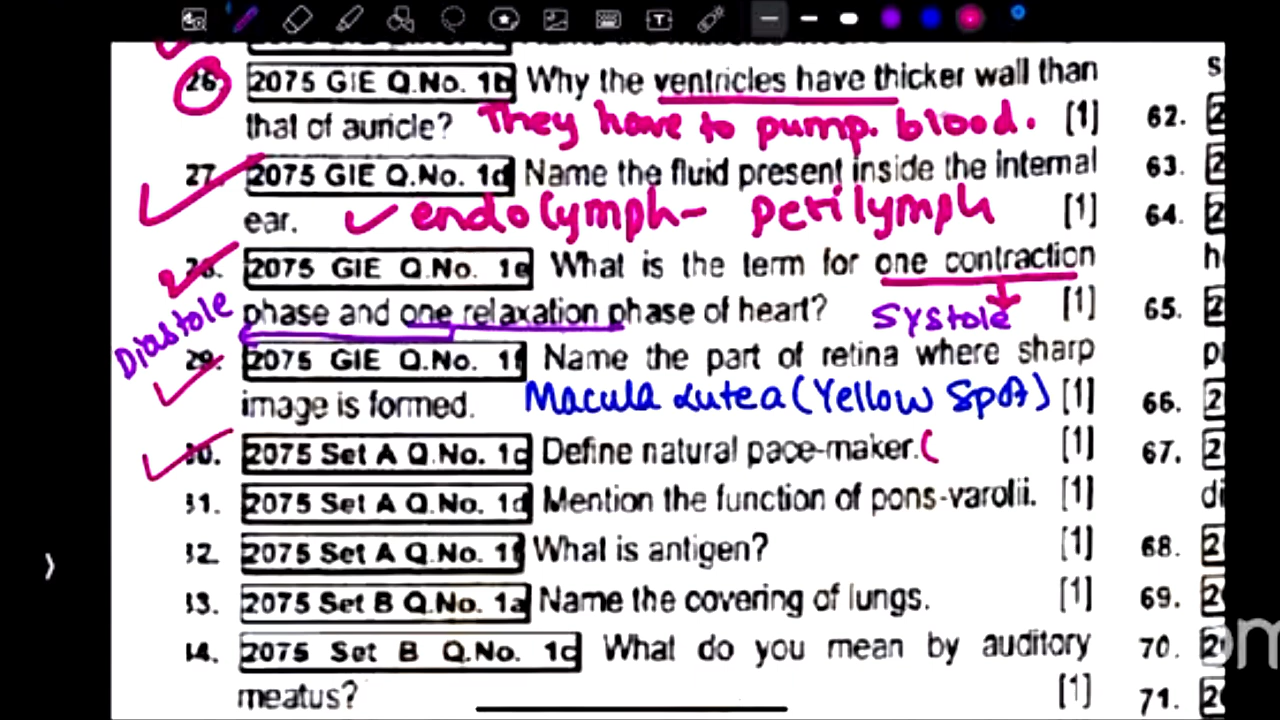 26. 2075 GIE Q.No. 1b Why the ventricles have thicker wall than
that of auricle? They have to pump. blood. [1] 62.
27. 2075 GIE Q.No. 1d Name the fluid present inside the internal 63.
ear. endolymph- perilymph [1] 64.
28. 2075 GIE Q.No. 1e What is the term for one contraction
phase and one relaxation phase of heart? Systole [1] 65.
Diastole
29. 2075 GIE Q.No. 1f Name the part of retina where sharp
image is formed. Macula Lutea (Yellow Spot) [1] 66.
2075 Set A Q.No. 1c Define natural pace-maker.( [1] 67.
2075 Set A Q.No. 1d Mention the function of pons-varolii. [1]
2075 Set A Q.No. 1f What is antigen? [1] 68.
2075 Set B Q.No. 1a Name the covering of lungs. [1] 69.
2075 Set B Q.No. 1c What do you mean by auditory 70.
meatus? [1] 71.